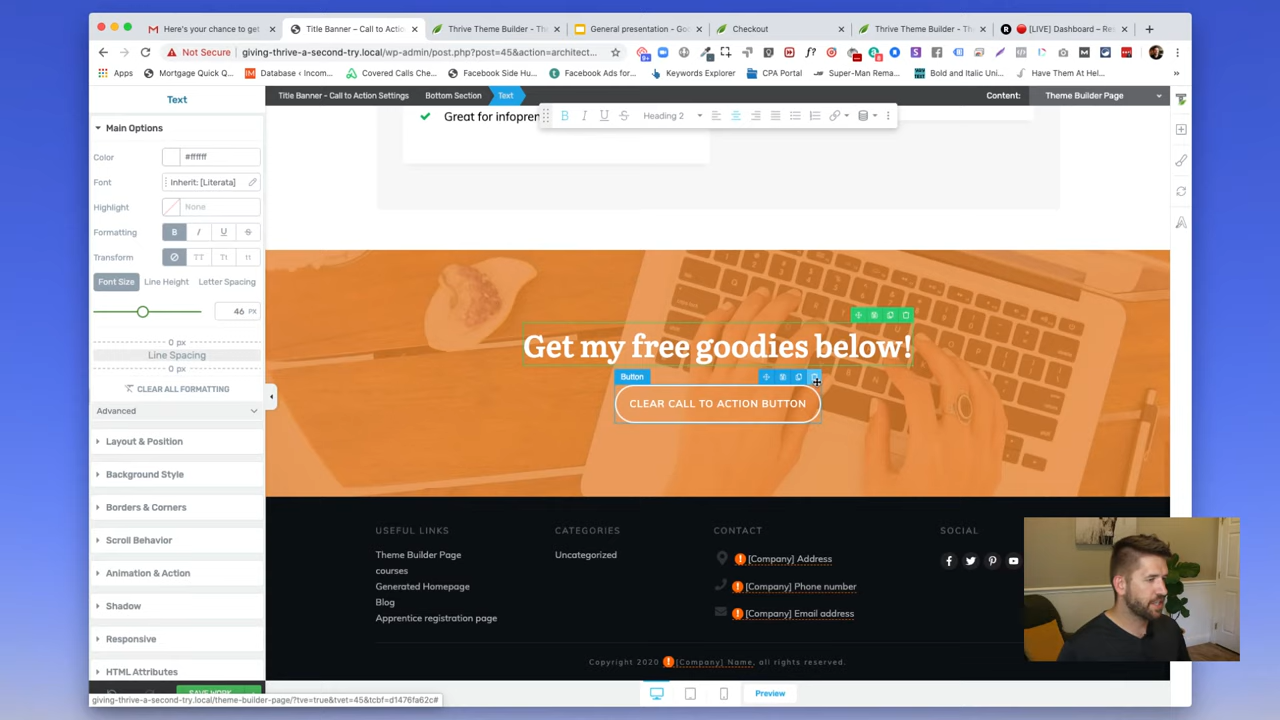 Here's your chance to get
Title Banner - Call to Actio
Thrive Theme Builder - The
General presentation - Goo
Checkout
Thrive Theme Builder - The
[LIVE] Dashboard – Res
Not Secure
giving-thrive-a-second-try.local/wp-admin/post.php?post=45&action=architect...
Apps
Mortgage Quick Q...
Database ‹ Incom...
Covered Calls Che...
Facebook Side Hu...
Facebook Ads for...
Keywords Explorer
CPA Portal
Super-Man Rema...
Bold and Italic Uni...
Have Them At Hel...
»
Text
Title Banner - Call to Action Settings
Bottom Section
Text
Content:
Theme Builder Page
Main Options
Color
#ffffff
Font
Inherit: [Literata]
Highlight
None
Formatting
B I U S
Transform
TT Tt tt
Font Size
Line Height
Letter Spacing
46 PX
0 px
Line Spacing
0 px
CLEAR ALL FORMATTING
Advanced
Layout & Position
Background Style
Borders & Corners
Scroll Behavior
Animation & Action
Shadow
Responsive
HTML Attributes
SAVE WORK
giving-thrive-a-second-try.local/theme-builder-page/?tve=true&tvet=45&tcbf=d1476fa62c#
B I U S
Heading 2
Great for infopren
Get my free goodies below!
Button
CLEAR CALL TO ACTION BUTTON
USEFUL LINKS
Theme Builder Page
courses
Generated Homepage
Blog
Apprentice registration page
CATEGORIES
Uncategorized
CONTACT
[Company] Address
[Company] Phone number
[Company] Email address
SOCIAL
Copyright 2020 [Company] Name, all rights reserved.
Preview